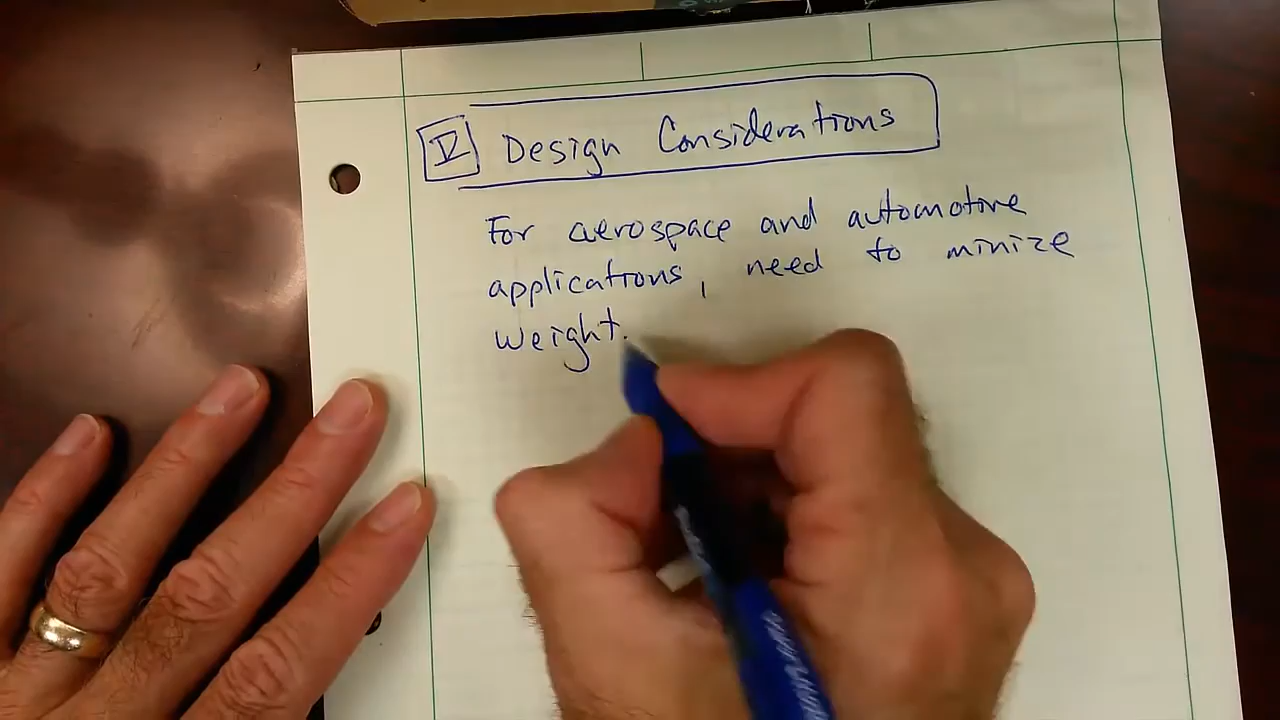 V Design Considerations
For aerospace and automotive
applications, need to minize
weight.